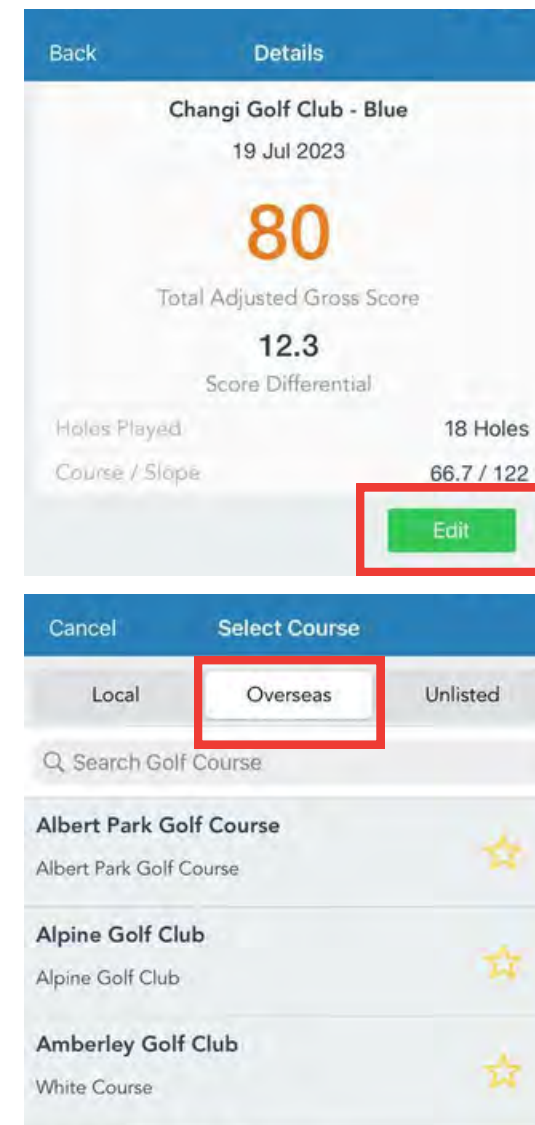 Back Details
Changi Golf Club - Blue
19 Jul 2023
80
Total Adjusted Gross Score
12.3
Score Differential
Holes Played 18 Holes
Course / Slope 66.7 / 122
Edit
Cancel Select Course
Local Overseas Unlisted
Search Golf Course
Albert Park Golf Course
Albert Park Golf Course
Alpine Golf Club
Alpine Golf Club
Amberley Golf Club
White Course